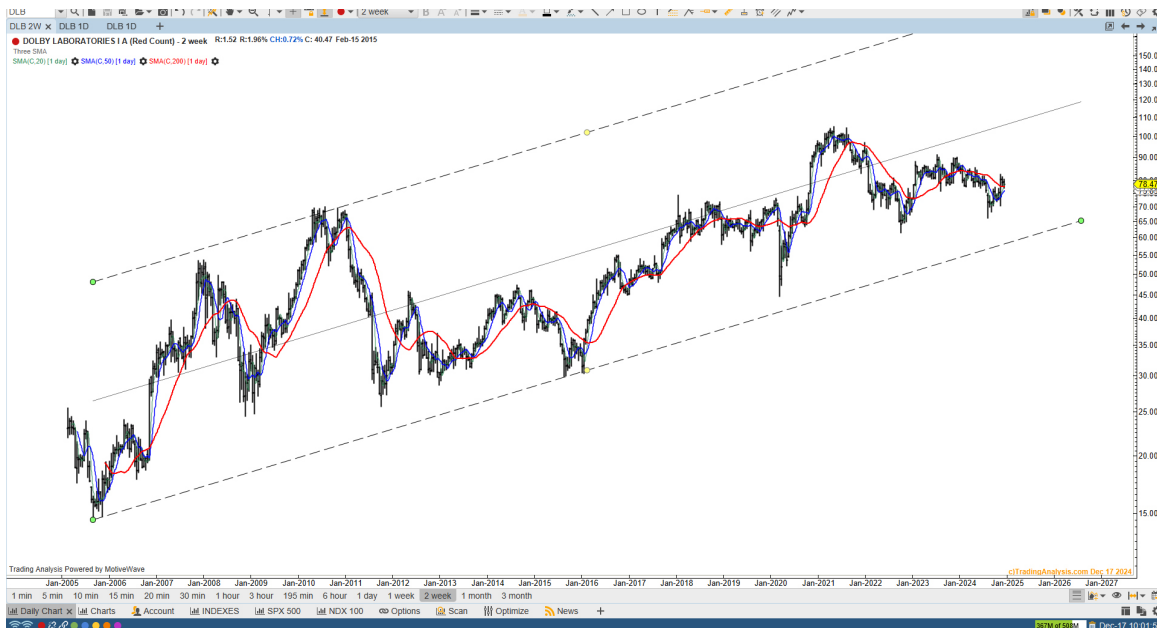 DLB
2 week
DLB 2W DLB 1D DLB 1D +
DOLBY LABORATORIES I A (Red Count) - 2 week R:1.52 R:1.96% CH:0.72% C: 40.47 Feb-15 2015
Three SMA
SMA(C,20) [1 day] SMA(C,50) [1 day] SMA(C,200) [1 day]
150.0
140.0
130.0
120.0
110.0
100.0
90.00
78.47
70.00
65.00
60.00
55.00
50.00
45.00
40.00
35.00
30.00
25.00
20.00
15.00
Trading Analysis Powered by MotiveWave
c)TradingAnalysis.com Dec 17 2024
Jan-2005 Jan-2006 Jan-2007 Jan-2008 Jan-2009 Jan-2010 Jan-2011 Jan-2012 Jan-2013 Jan-2014 Jan-2015 Jan-2016 Jan-2017 Jan-2018 Jan-2019 Jan-2020 Jan-2021 Jan-2022 Jan-2023 Jan-2024 Jan-2025 Jan-2026 Jan-2027
1 min 5 min 10 min 15 min 20 min 30 min 1 hour 3 hour 195 min 6 hour 1 day 1 week 2 week 1 month 3 month
Daily Chart Charts Account INDEXES SPX 500 NDX 100 Options Scan Optimize News +
367M of 508M Dec-17 10:01:5